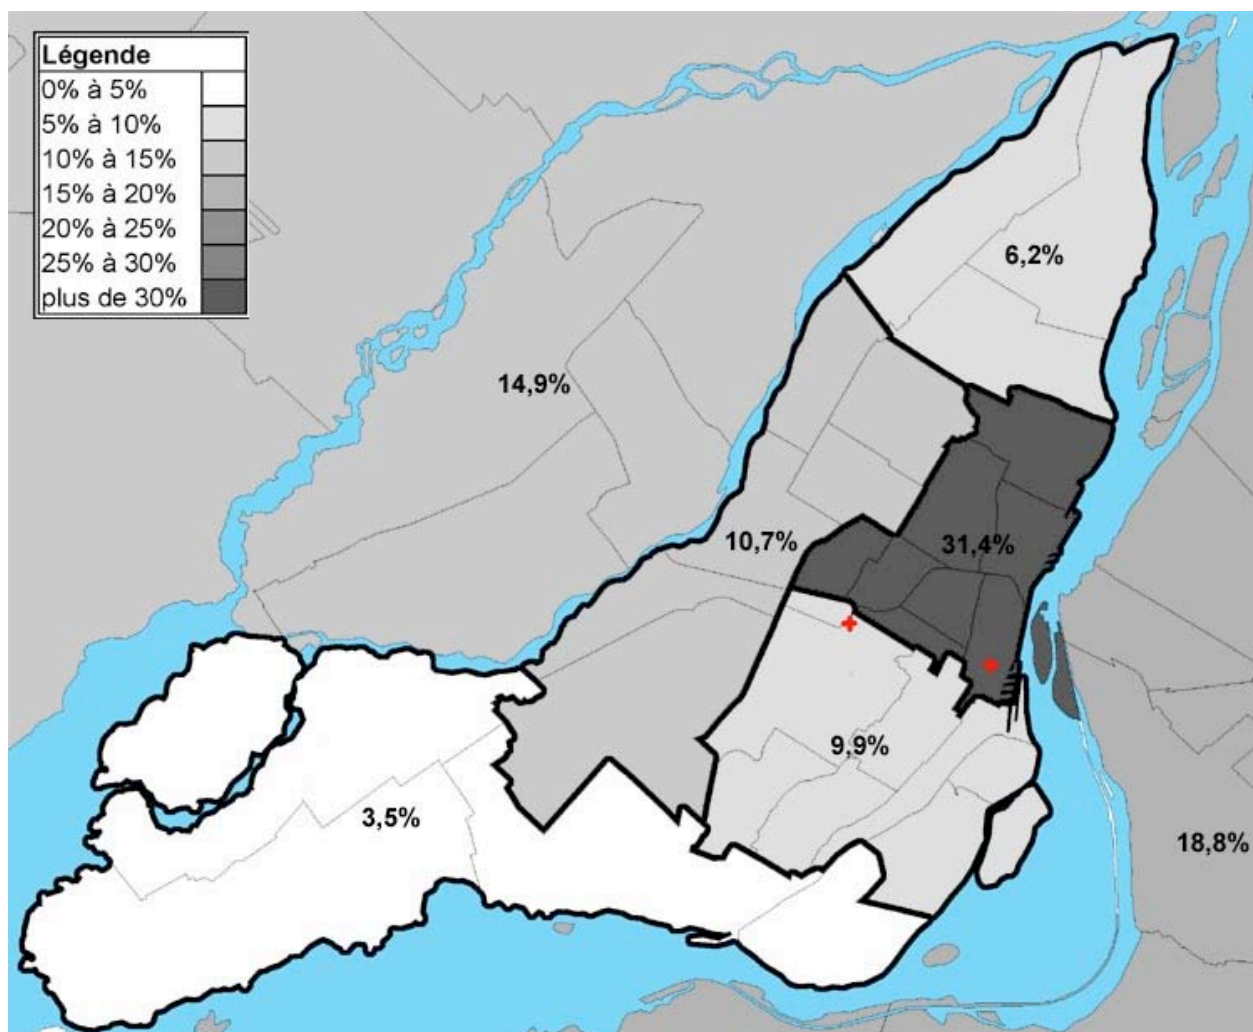 Légende
0% à 5%
5% à 10%
10% à 15%
15% à 20%
20% à 25%
25% à 30%
plus de 30%
6,2%
14,9%
10,7%
31,4%
9,9%
3,5%
18,8%